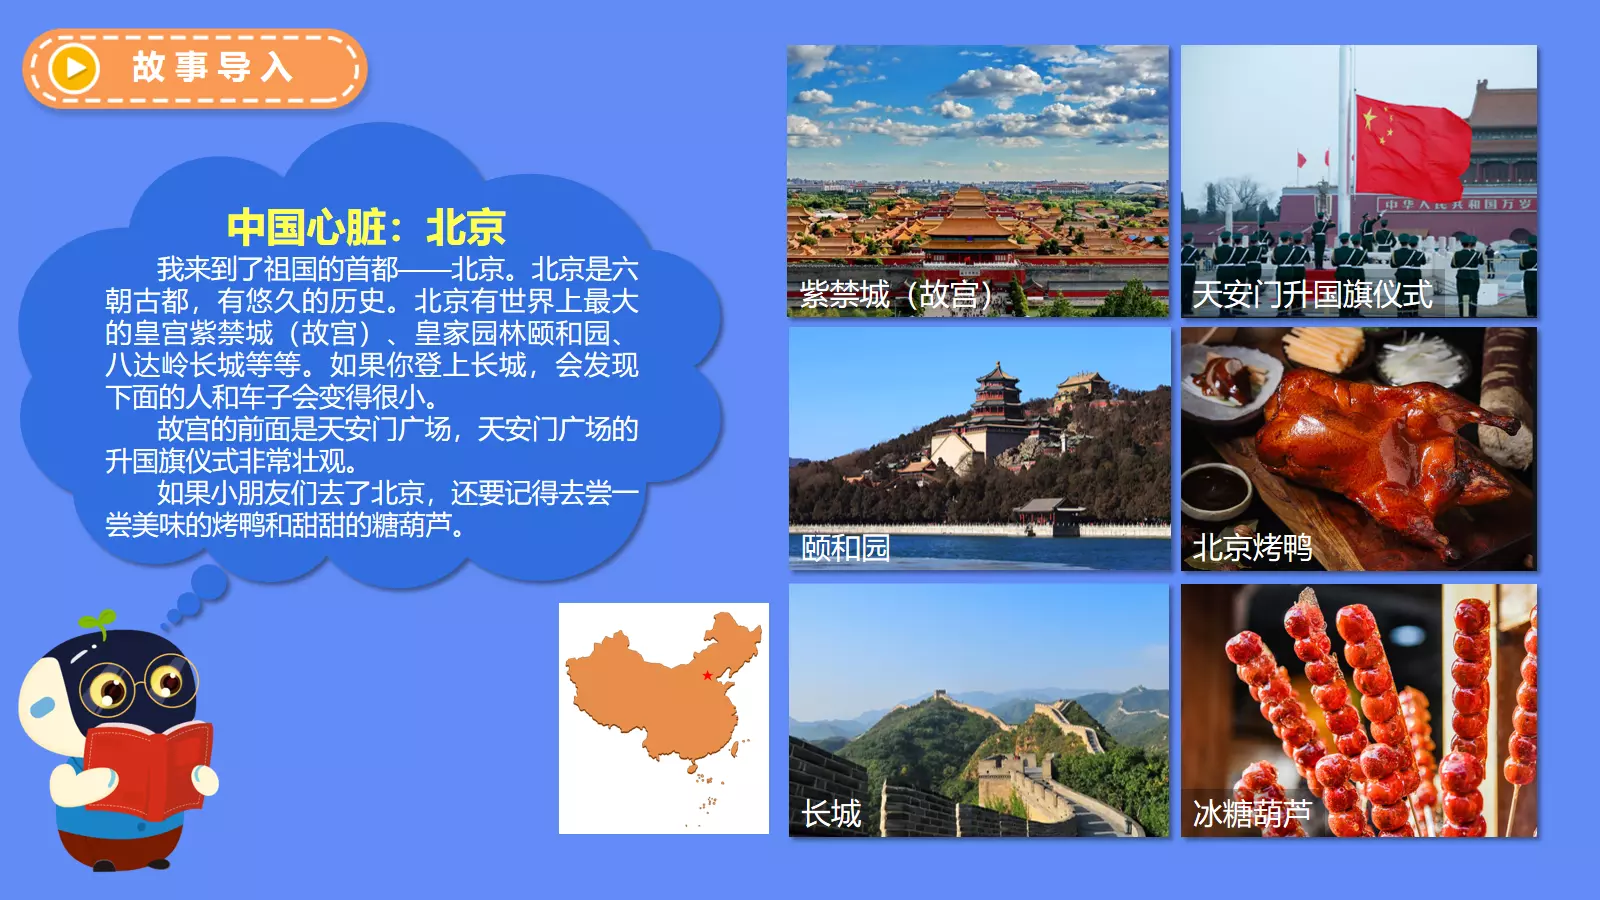 故事导入
中国心脏：北京
我来到了祖国的首都——北京。北京是六
朝古都，有悠久的历史。北京有世界上最大
的皇宫紫禁城（故宫）、皇家园林颐和园、
八达岭长城等等。如果你登上长城，会发现
下面的人和车子会变得很小。
故宫的前面是天安门广场，天安门广场的
升国旗仪式非常壮观。
如果小朋友们去了北京，还要记得去尝一
尝美味的烤鸭和甜甜的糖葫芦。
紫禁城（故宫）
中华人民共和国万岁
天安门升国旗仪式
颐和园
北京烤鸭
长城
冰糖葫芦